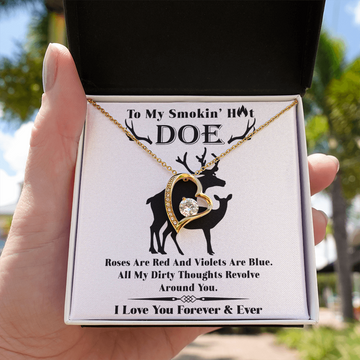 To My Smokin' Hot
DOE
Roses Are Red And Violets Are Blue.
All My Dirty Thoughts Revolve
Around You.
I Love You Forever & Ever